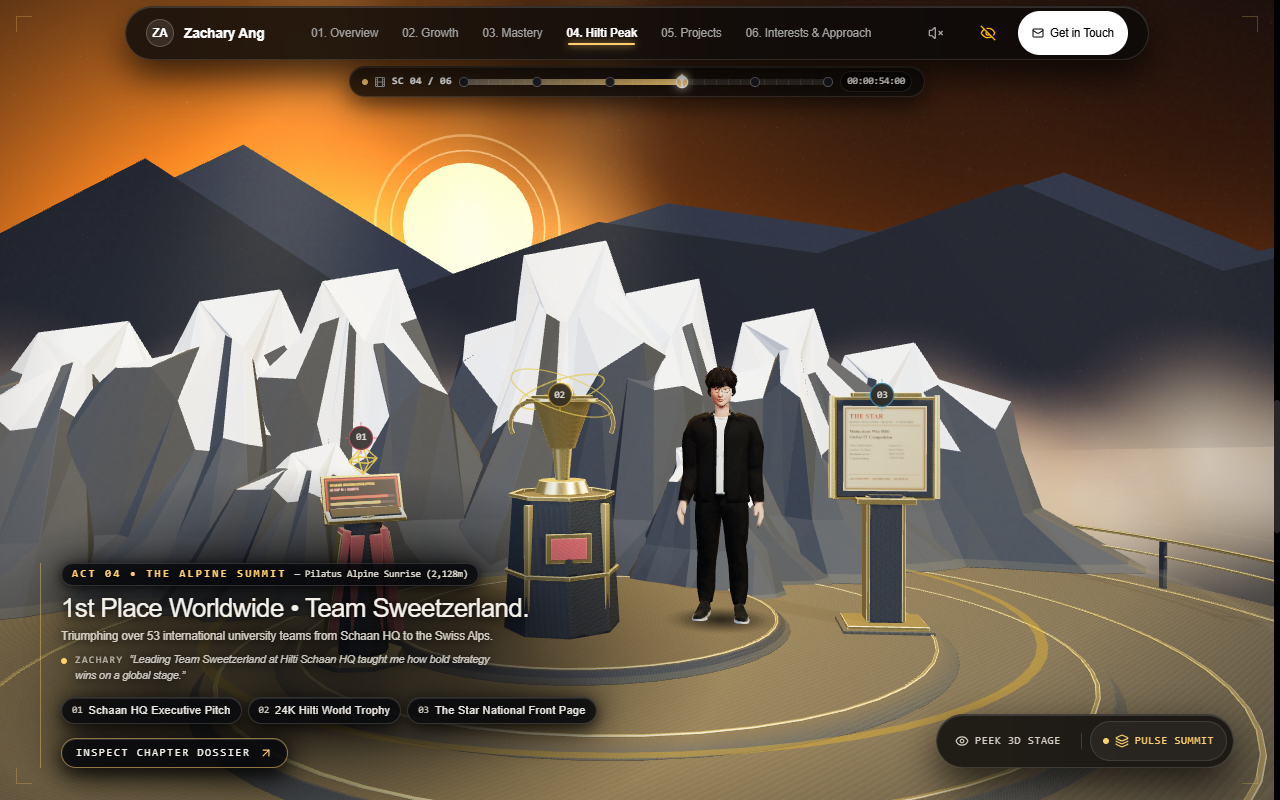 ZA Zachary Ang
01. Overview
02. Growth
03. Mastery
04. Hilti Peak
05. Projects
06. Interests & Approach
Get in Touch
SC 04 / 06
00:00:54:00
01
02
03
THE STAR
ACT 04 • THE ALPINE SUMMIT — Pilatus Alpine Sunrise (2,128m)
1st Place Worldwide • Team Sweetzerland.
Triumphing over 53 international university teams from Schaan HQ to the Swiss Alps.
ZACHARY "Leading Team Sweetzerland at Hilti Schaan HQ taught me how bold strategy
wins on a global stage."
01 Schaan HQ Executive Pitch
02 24K Hilti World Trophy
03 The Star National Front Page
INSPECT CHAPTER DOSSIER
PEEK 3D STAGE
PULSE SUMMIT